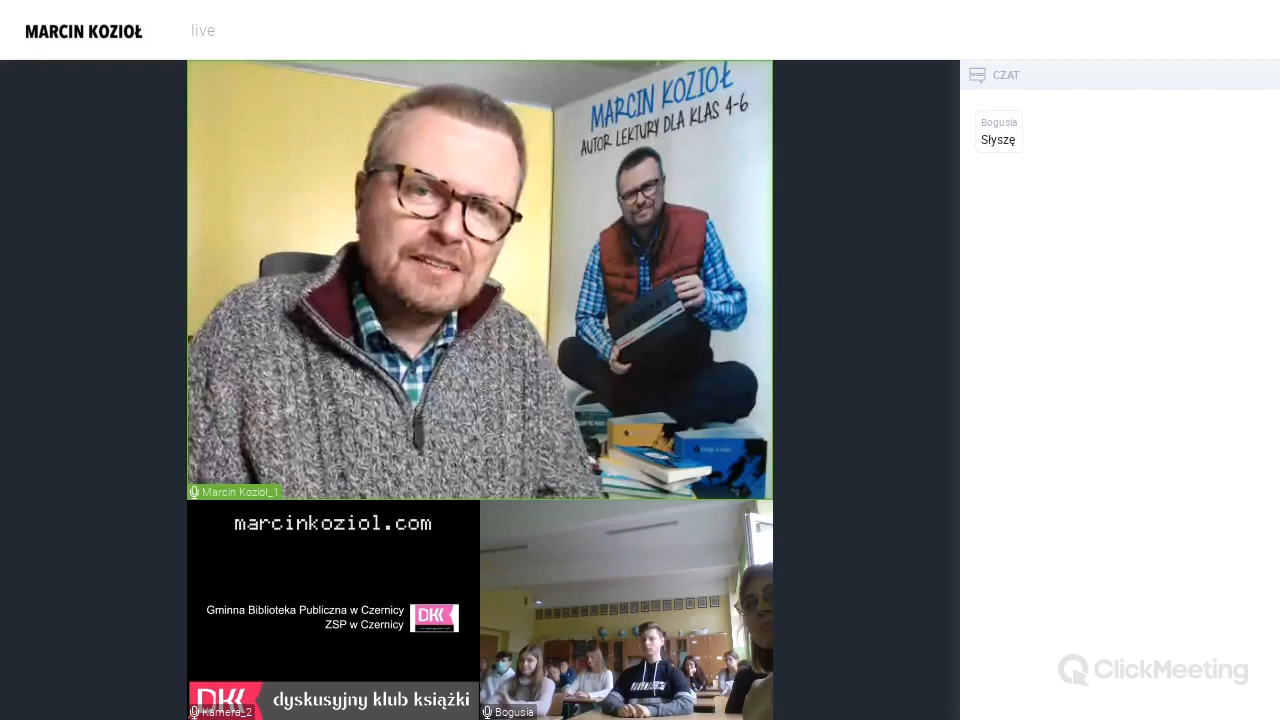 MARCIN KOZIOŁ
live
CZAT
Bogusia
Słyszę
MARCIN KOZIOŁ
AUTOR LEKTURY DLA KLAS 4-6
Marcin Kozioł_1
marcinkoziol.com
Gminna Biblioteka Publiczna w Czernicy
ZSP w Czernicy
DKK
DKK
dyskusyjny klub książki
Kamera_2
Bogusia
ClickMeeting